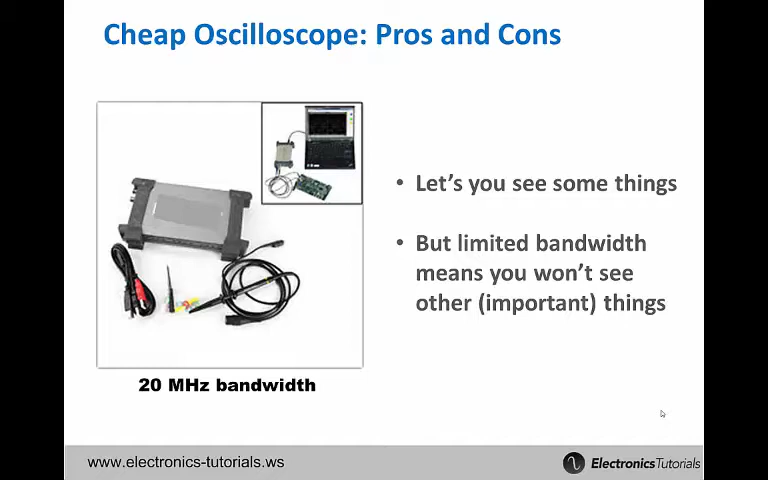 Cheap Oscilloscope: Pros and Cons
• Let's you see some things
• But limited bandwidth
means you won't see
other (important) things
20 MHz bandwidth
www.electronics-tutorials.ws
ElectronicsTutorials